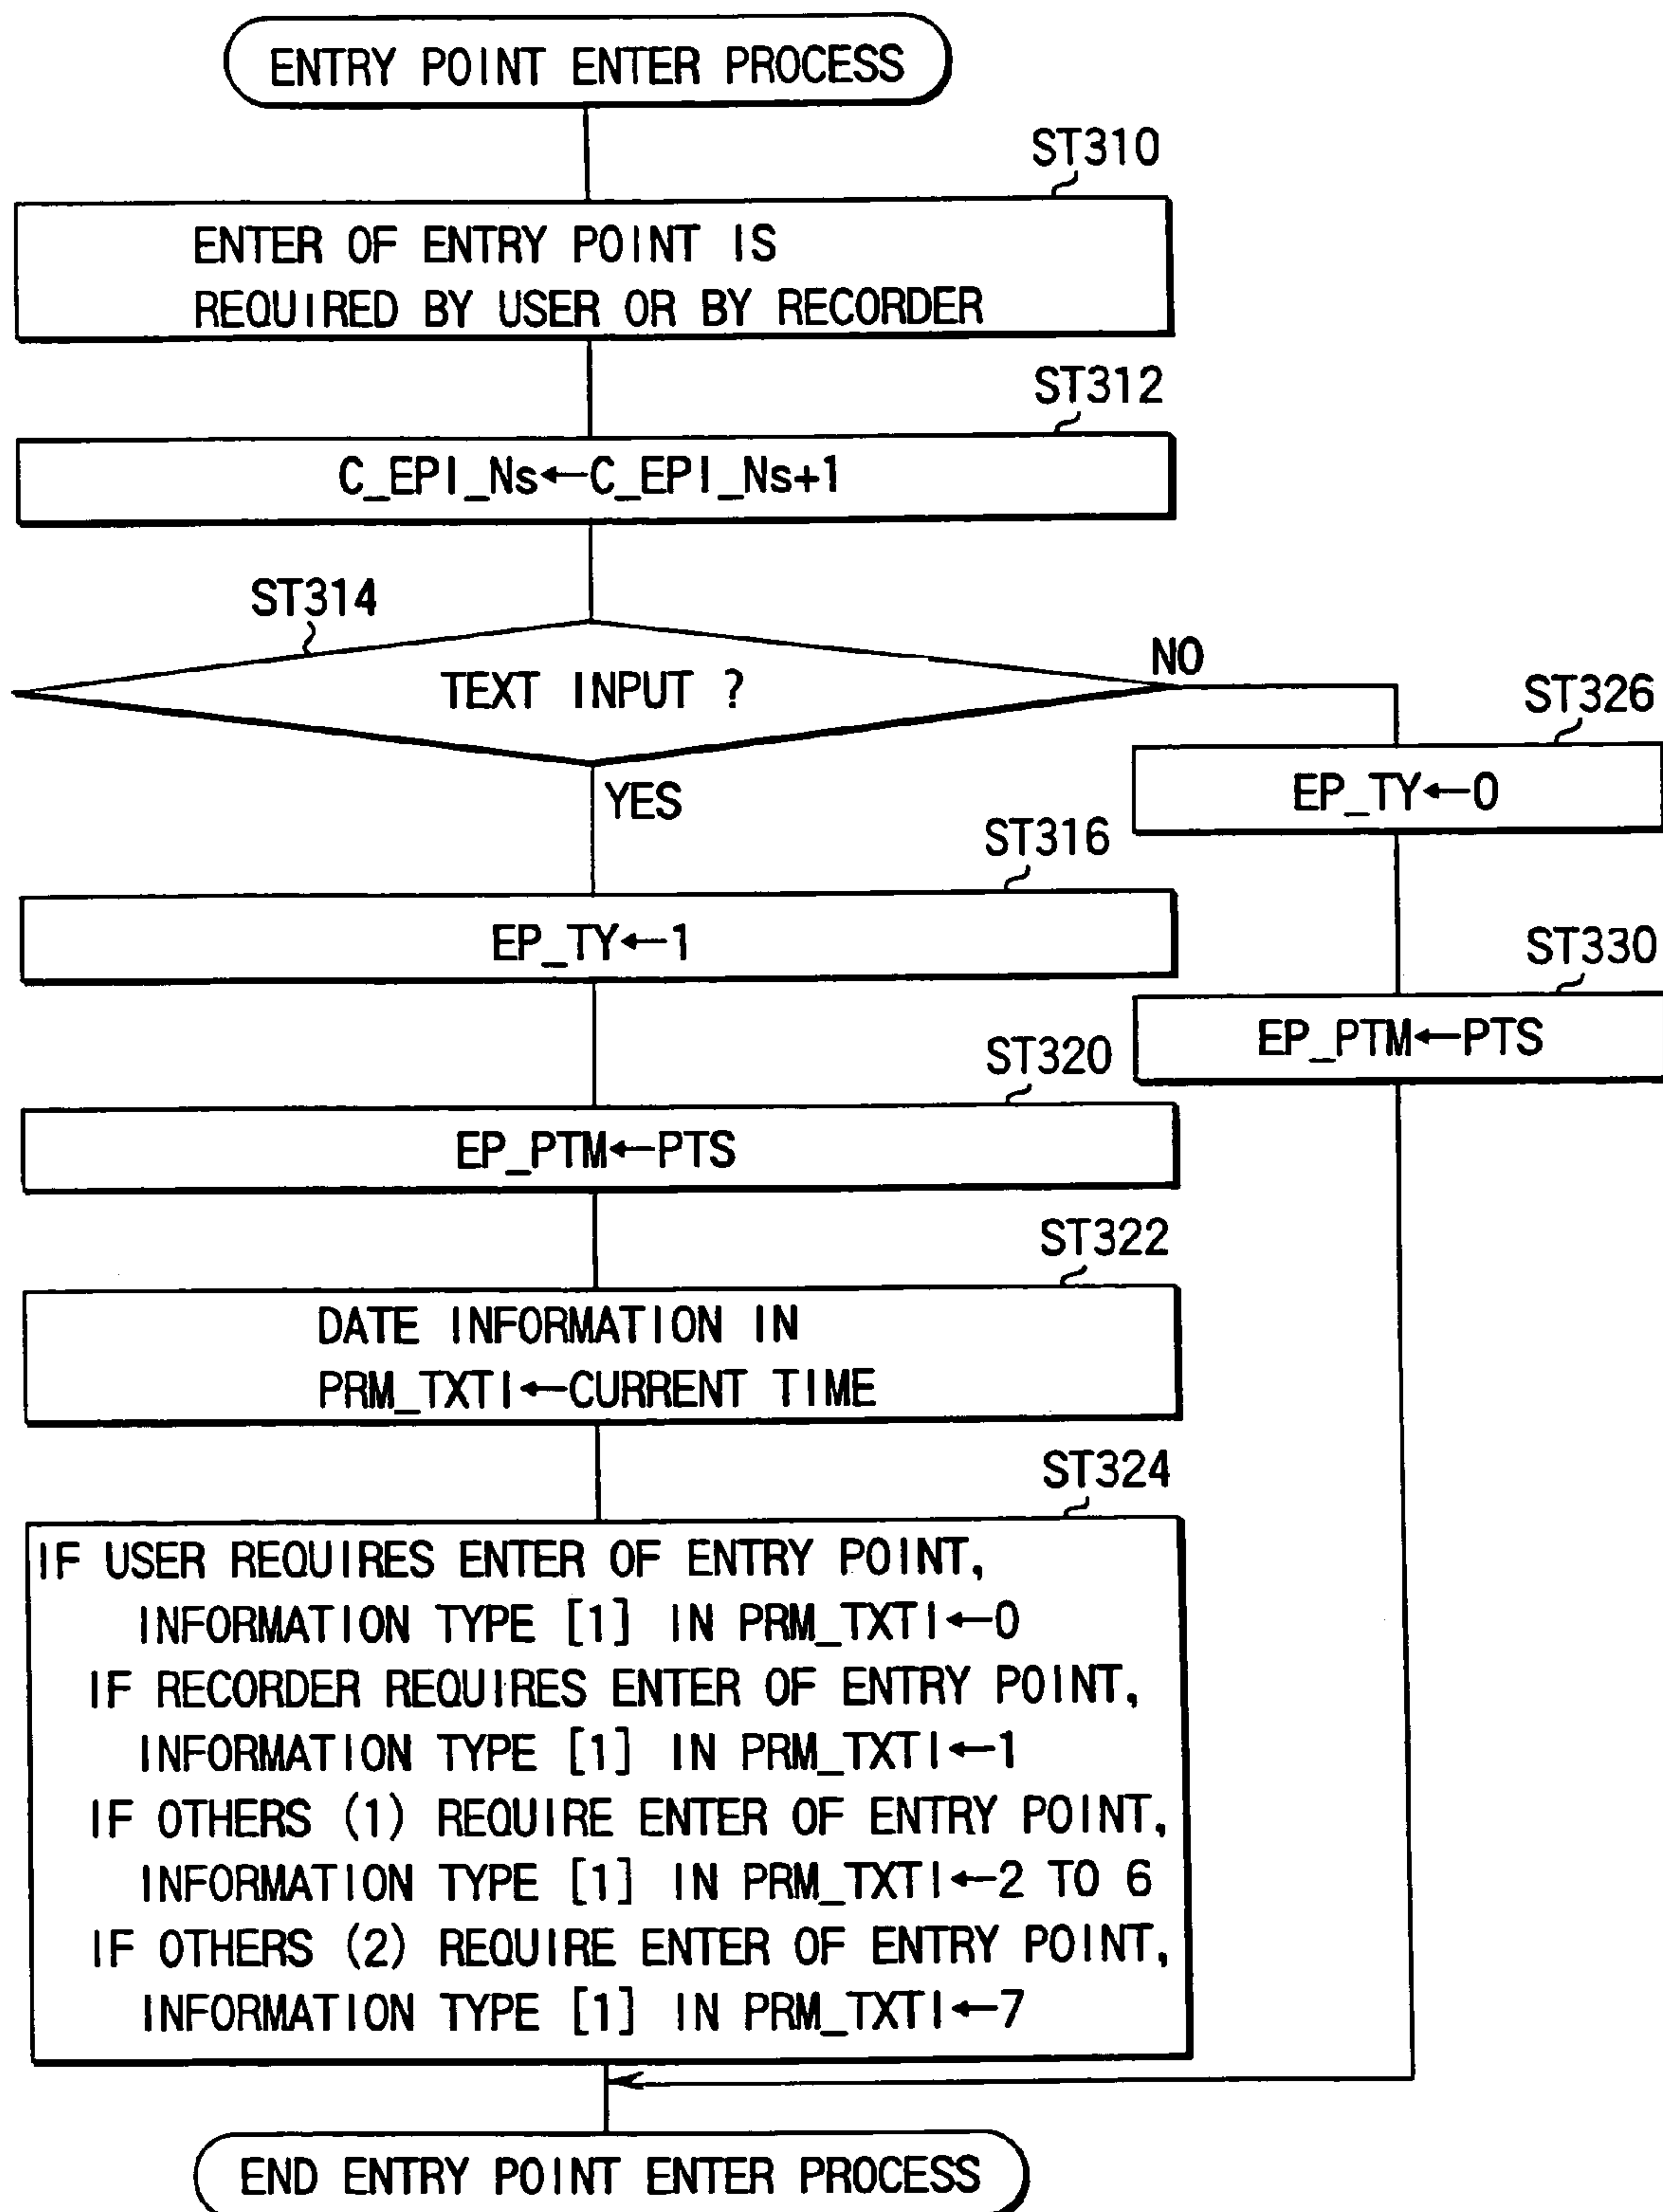 ENTRY POINT ENTER PROCESS
ST310
ENTER OF ENTRY POINT IS
REQUIRED BY USER OR BY RECORDER
ST312
C_EPI_Ns←C_EPI_Ns+1
ST314
TEXT INPUT ?
NO
YES
ST326
EP_TY←0
ST316
EP_TY←1
ST330
EP_PTM←PTS
ST320
EP_PTM←PTS
ST322
DATE INFORMATION IN
PRM_TXTI←CURRENT TIME
ST324
IF USER REQUIRES ENTER OF ENTRY POINT,
INFORMATION TYPE [1] IN PRM_TXTI←0
IF RECORDER REQUIRES ENTER OF ENTRY POINT,
INFORMATION TYPE [1] IN PRM_TXTI←1
IF OTHERS (1) REQUIRE ENTER OF ENTRY POINT,
INFORMATION TYPE [1] IN PRM_TXTI←2 TO 6
IF OTHERS (2) REQUIRE ENTER OF ENTRY POINT,
INFORMATION TYPE [1] IN PRM_TXTI←7
END ENTRY POINT ENTER PROCESS